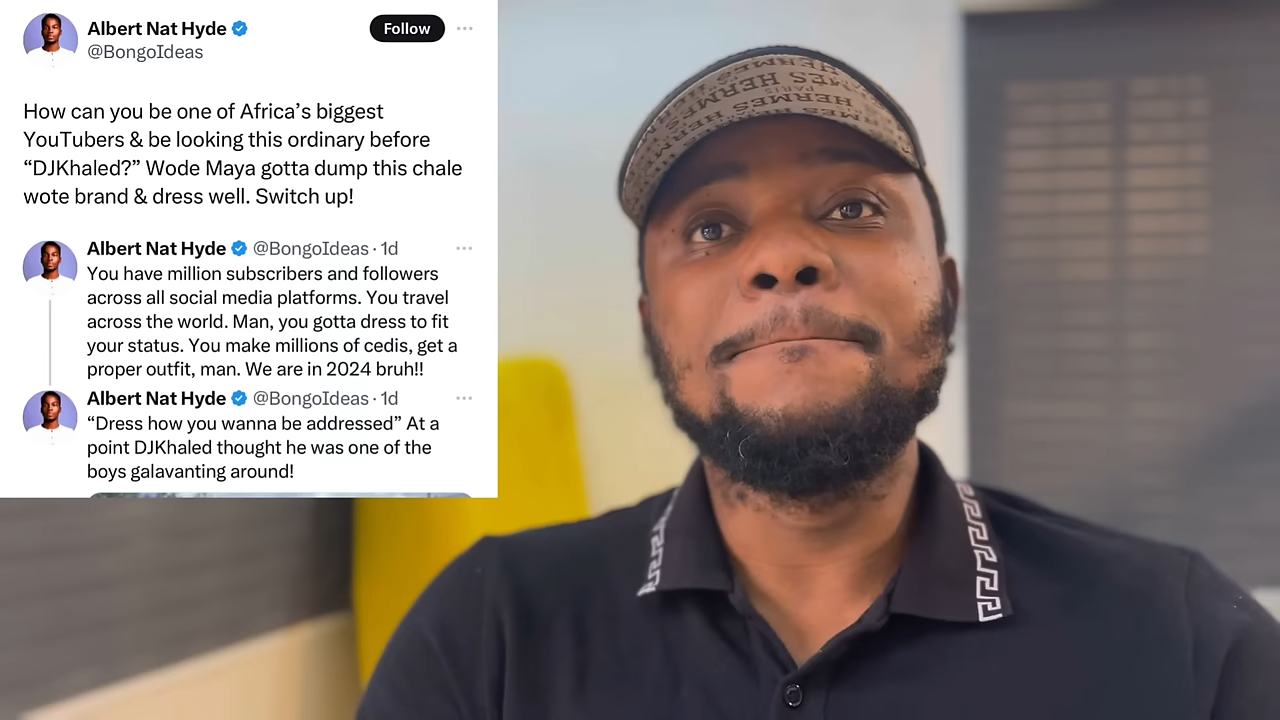 Albert Nat Hyde
Follow
@BongoIdeas
How can you be one of Africa’s biggest
YouTubers & be looking this ordinary before
“DJKhaled?” Wode Maya gotta dump this chale
wote brand & dress well. Switch up!
Albert Nat Hyde @BongoIdeas · 1d
You have million subscribers and followers
across all social media platforms. You travel
across the world. Man, you gotta dress to fit
your status. You make millions of cedis, get a
proper outfit, man. We are in 2024 bruh!!
Albert Nat Hyde @BongoIdeas · 1d
“Dress how you wanna be addressed” At a
point DJKhaled thought he was one of the
boys galavanting around!
HERMES HERMES
PARIS
HERMES HERMES